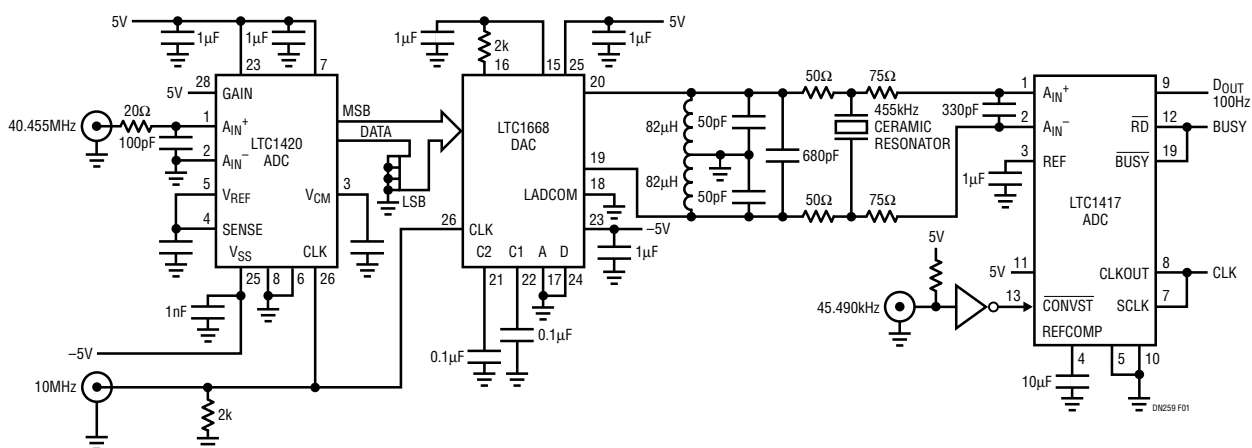 5V
1µF
1µF
23
7
28
GAIN
5V
40.455MHz
20Ω
1
AIN+
100pF
2
AIN−
LTC1420
ADC
MSB
DATA
LSB
5
VREF
VCM
3
4
SENSE
VSS
CLK
25
8
6
26
1nF
−5V
10MHz
2k
1µF
2k
16
15
25
5V
1µF
LTC1668
DAC
20
19
LADCOM
18
23
−5V
1µF
26
CLK
C2
C1
A
D
21
22
17
24
0.1µF
0.1µF
82µH
82µH
50pF
50pF
680pF
50Ω
75Ω
455kHz
CERAMIC
RESONATOR
50Ω
75Ω
330pF
1
AIN+
2
AIN−
3
REF
1µF
LTC1417
ADC
9
DOUT
100Hz
RD
12
BUSY
BUSY
19
5V
11
5V
CLKOUT
8
CLK
45.490kHz
13
CONVST
SCLK
7
REFCOMP
4
5
10
10µF
DN259 F01